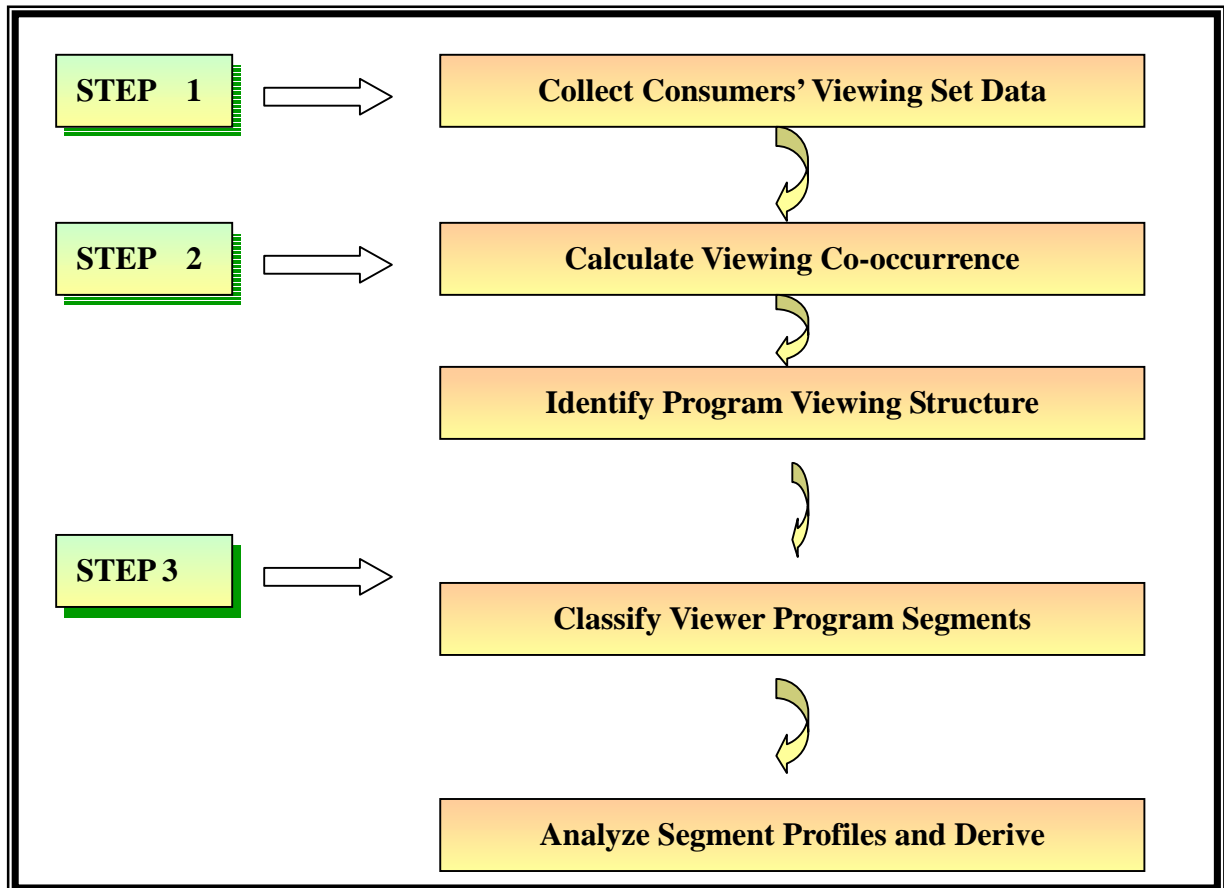 STEP 1
Collect Consumers’ Viewing Set Data
STEP 2
Calculate Viewing Co-occurrence
Identify Program Viewing Structure
STEP 3
Classify Viewer Program Segments
Analyze Segment Profiles and Derive